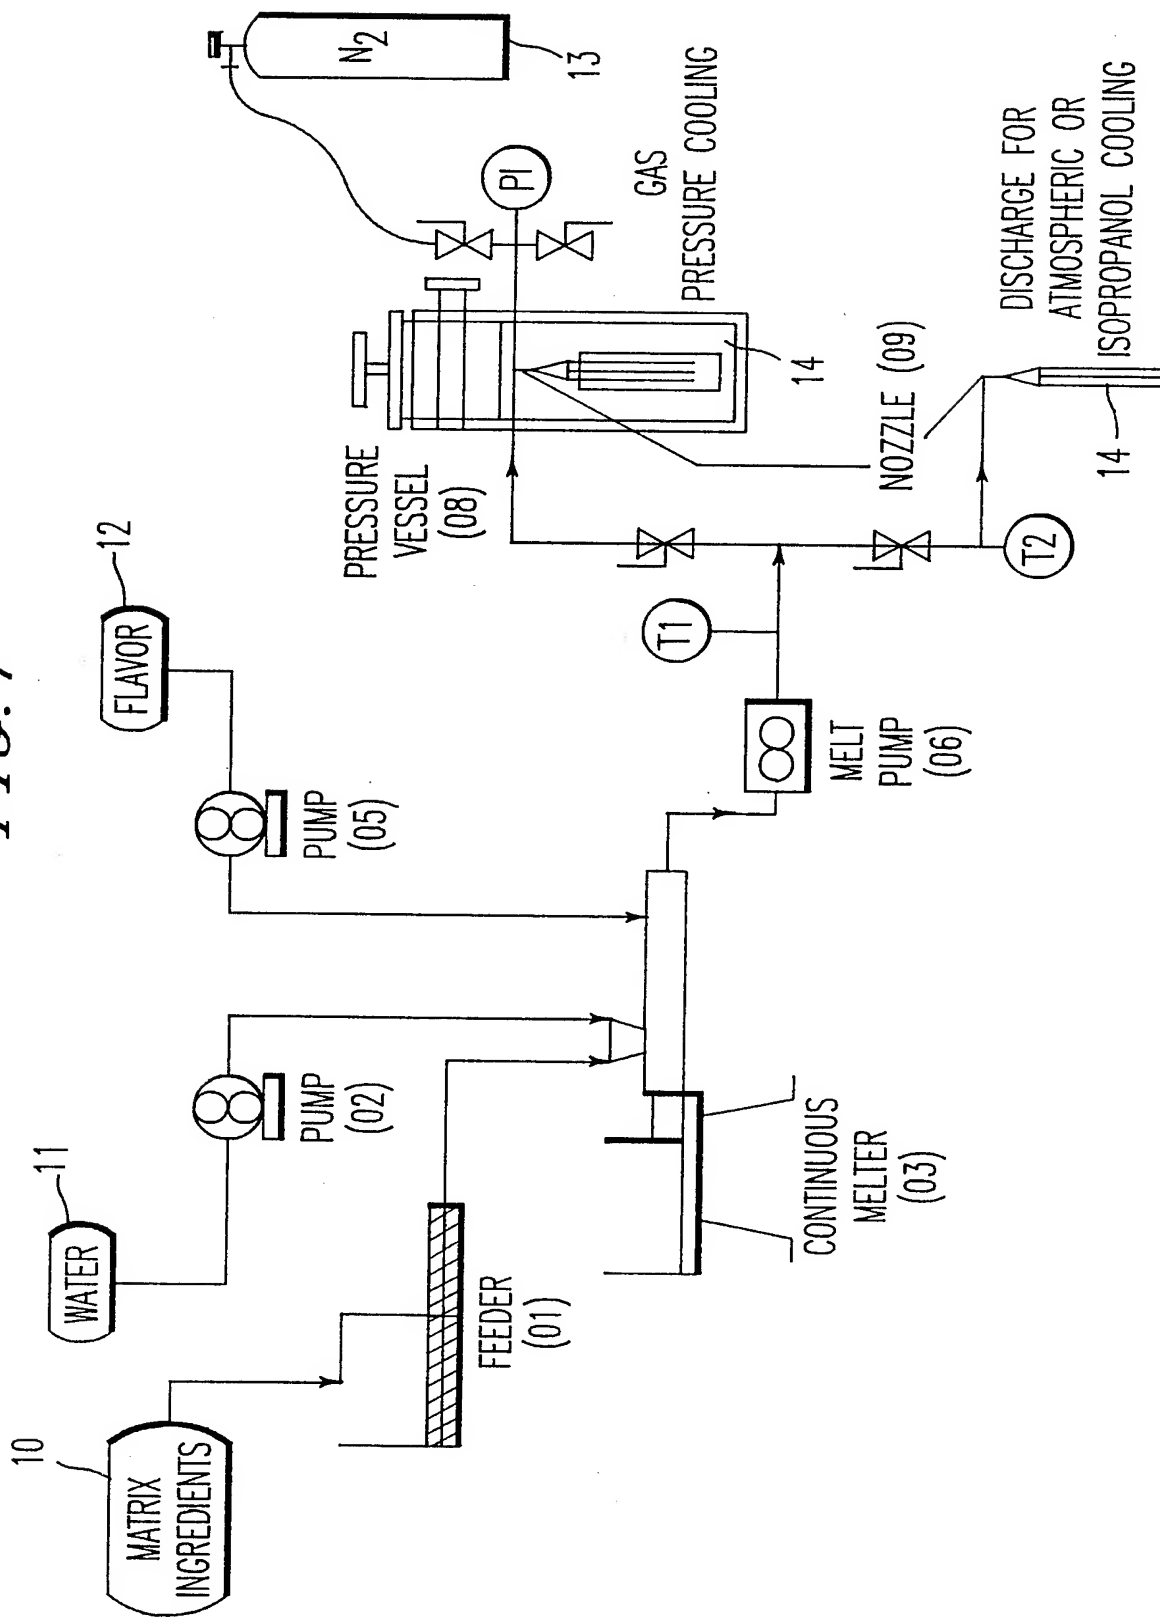 10
MATRIX
INGREDIENTS
11
WATER
12
FLAVOR
13
N2
PUMP
(02)
PUMP
(05)
FEEDER
(01)
CONTINUOUS
MELTER
(03)
MELT
PUMP
(06)
T1
T2
PRESSURE
VESSEL
(08)
PI
GAS
PRESSURE COOLING
14
NOZZLE (09)
DISCHARGE FOR
ATMOSPHERIC OR
ISOPROPANOL COOLING
14